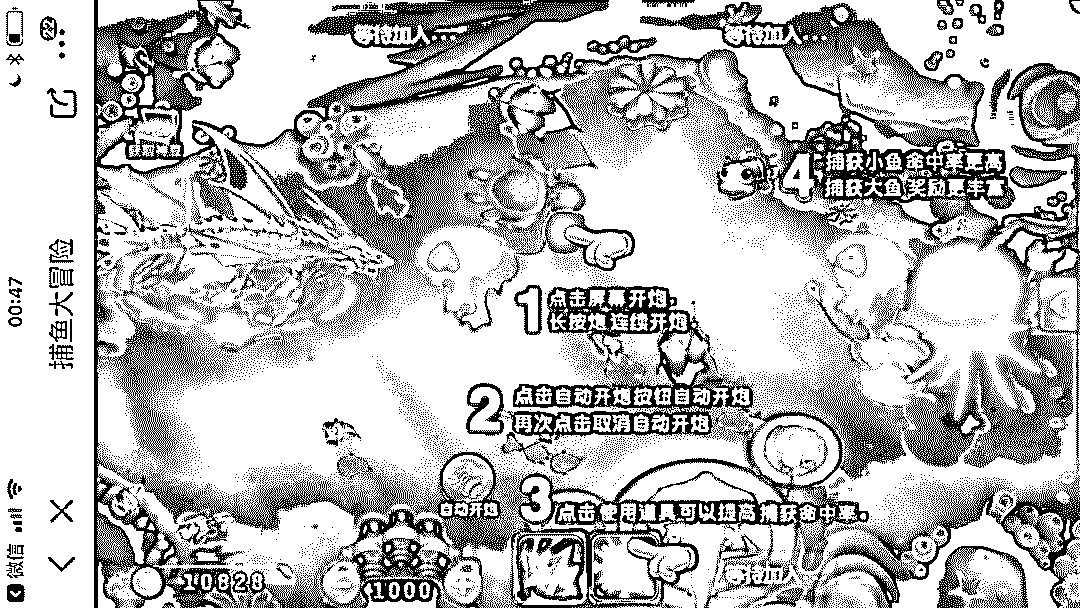 微信
00:47
捕鱼大冒险
等待加入...
等待加入...
4 捕获小鱼命中率更高
捕获大鱼奖励更丰富
1 点击屏幕开炮，
长按炮连续开炮
2 点击自动开炮按钮自动开炮
再次点击取消自动开炮
自动开炮
3 点击使用道具可以提高捕获命中率。
等待加入...
10828
1000